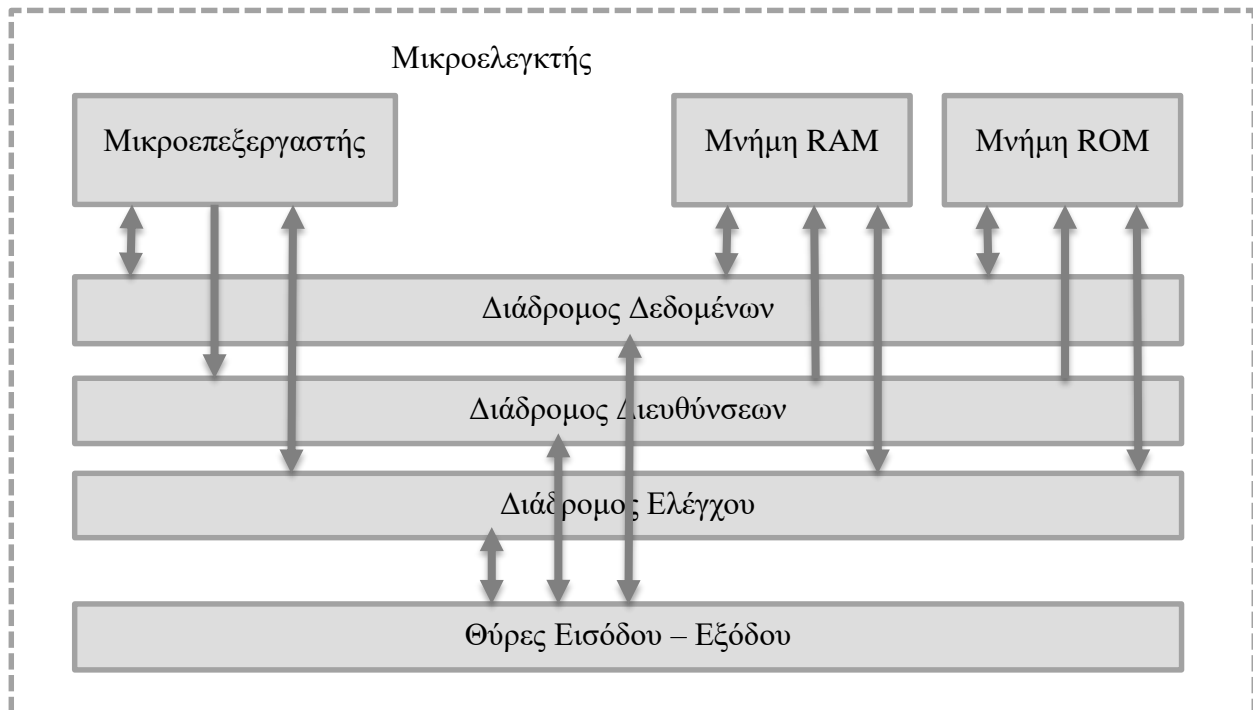 Μικροελεγκτής
Μικροεπεξεργαστής
Μνήμη RAM
Μνήμη ROM
Διάδρομος Δεδομένων
Διάδρομος Διευθύνσεων
Διάδρομος Ελέγχου
Θύρες Εισόδου – Εξόδου